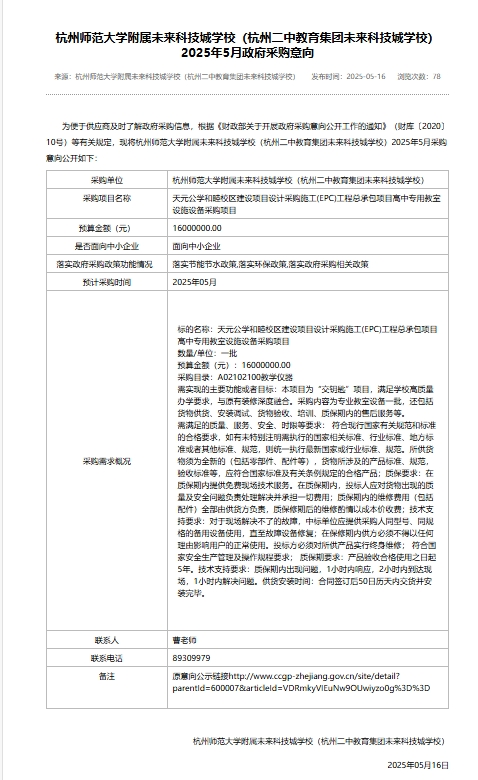 杭州师范大学附属未来科技城学校（杭州二中教育集团未来科技城学校）
2025年5月政府采购意向
来源：杭州师范大学附属未来科技城学校（杭州二中教育集团未来科技城学校） 发布时间：2025-05-16 浏览次数：78
为便于供应商及时了解政府采购信息，根据《财政部关于开展政府采购意向公开工作的通知》（财库〔2020〕
10号）等有关规定，现将杭州师范大学附属未来科技城学校（杭州二中教育集团未来科技城学校）2025年5月采购
意向公开如下：
采购单位 杭州师范大学附属未来科技城学校（杭州二中教育集团未来科技城学校）
采购项目名称 天元公学和睦校区建设项目设计采购施工(EPC)工程总承包项目高中专用教室
设施设备采购项目
预算金额（元） 16000000.00
是否面向中小企业 面向中小企业
落实政府采购政策功能情况 落实节能节水政策,落实环保政策,落实政府采购相关政策
预计采购时间 2025年05月
采购需求概况
标的名称：天元公学和睦校区建设项目设计采购施工(EPC)工程总承包项目
高中专用教室设施设备采购项目
数量/单位：一批
预算金额（元）：16000000.00
采购目录：A02102100教学仪器
需实现的主要功能或者目标：本项目为“交钥匙”项目，满足学校高质量
办学要求，与原有装修深度融合。采购内容为专业教室设备一批，还包括
货物供货、安装调试、货物验收、培训、质保期内的售后服务等。
需满足的质量、服务、安全、时限等要求： 符合现行国家有关规范和标准
的合格要求，如有未特别注明需执行的国家相关标准、行业标准、地方标
准或者其他标准、规范，则统一执行最新国家或行业标准、规范。所供货
物须为全新的（包括零部件、配件等），货物所涉及的产品标准、规范，
验收标准等，应符合国家标准及有关条例规定的合格产品；质保要求：在
质保期内提供免费现场技术服务。在质保期内，投标人应对货物出现的质
量及安全问题负责处理解决并承担一切费用；质保期内的维修费用（包括
配件）全部由供货方负责，质保修期后的维修酌情以成本价收费；技术支
持要求：对于现场解决不了的故障，中标单位应提供采购人同型号、同规
格的备用设备使用，直至故障设备修复；在保修期内供方必须不得以任何
理由影响用户的正常使用。投标方必须对所供产品实行终身维修； 符合国
家安全生产管理及操作规程要求； 质保期要求：产品验收合格使用之日起
5年。技术支持要求：质保期内出现问题，1小时内响应，2小时内到达现
场，1小时内解决问题。供货安装时间：合同签订后50日历天内交货并安
装完毕。
联系人 曹老师
联系电话 89309979
备注 原意向公示链接http://www.ccgp-zhejiang.gov.cn/site/detail?
parentId=600007&articleId=VDRmkyVlEuNw9OUwiyzo0g%3D%3D
杭州师范大学附属未来科技城学校（杭州二中教育集团未来科技城学校）
2025年05月16日